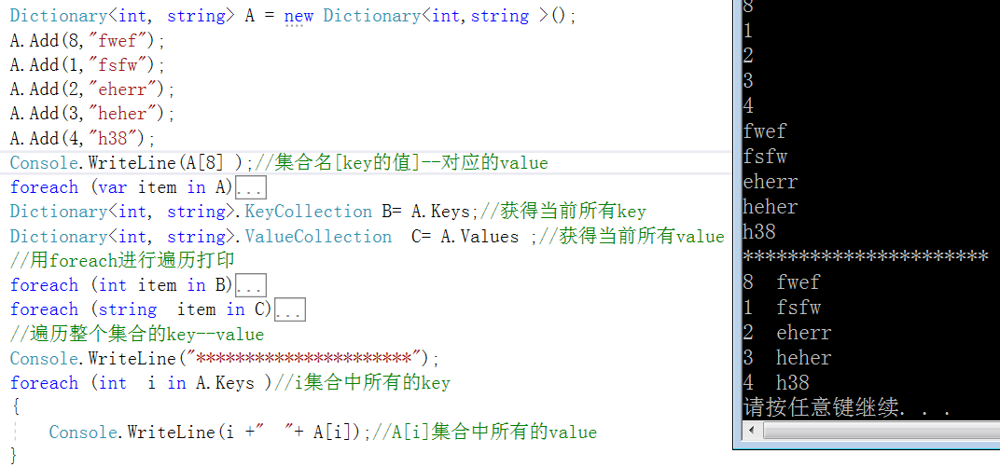 Dictionary<int, string> A = new Dictionary<int,string >();
A.Add(8,"fwef");
A.Add(1,"fsfw");
A.Add(2,"eherr");
A.Add(3,"heher");
A.Add(4,"h38");
Console.WriteLine(A[8] );//集合名[key的值]--对应的value
foreach (var item in A)...
Dictionary<int, string>.KeyCollection B= A.Keys;//获得当前所有key
Dictionary<int, string>.ValueCollection  C= A.Values ;//获得当前所有value
//用foreach进行遍历打印
foreach (int item in B)...
foreach (string  item in C)...
//遍历整个集合的key--value
Console.WriteLine("**********************");
foreach (int  i in A.Keys )//i集合中所有的key
{
Console.WriteLine(i +"  "+ A[i]);//A[i]集合中所有的value
}
8
1
2
3
4
fwef
fsfw
eherr
heher
h38
**********************
8  fwef
1  fsfw
2  eherr
3  heher
4  h38
请按任意键继续. . .